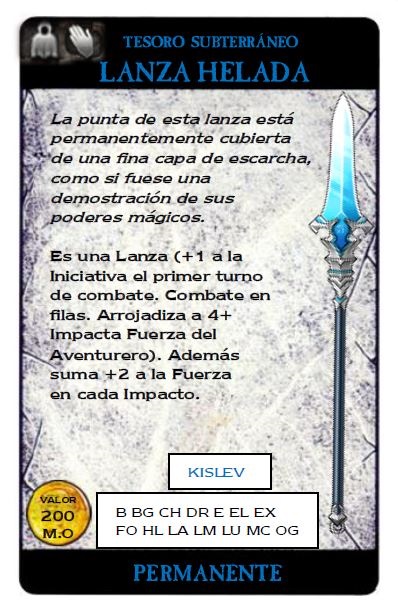 TESORO SUBTERRÁNEO
LANZA HELADA
La punta de esta lanza está
permanentemente cubierta
de una fina capa de escarcha,
como si fuese una
demostración de sus
poderes mágicos.
Es una Lanza (+1 a la
Iniciativa el primer turno
de combate. Combate en
filas. Arrojadiza a 4+
Impacta Fuerza del
Aventurero). Además
suma +2 a la Fuerza
en cada Impacto.
KISLEV
VALOR
200
M.O
B BG CH DR E EL EX
FO HL LA LM LU MC OG
PERMANENTE